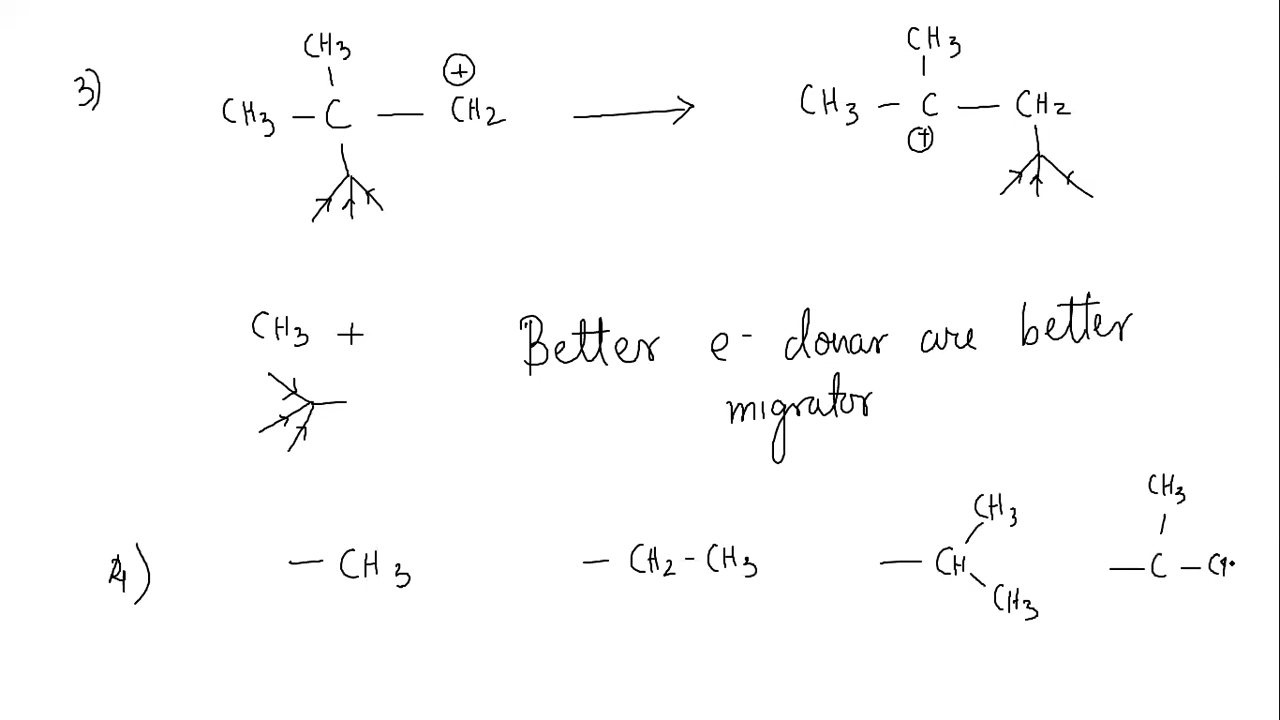 CH3 CH3
3) CH3 - C - CH2 ⊕ → CH3 - C - CH2 ⊕
CH3 + Better e- donar are better
migrator
CH3 CH3
4) - CH3 - CH2 - CH3 - CH - C -
CH3